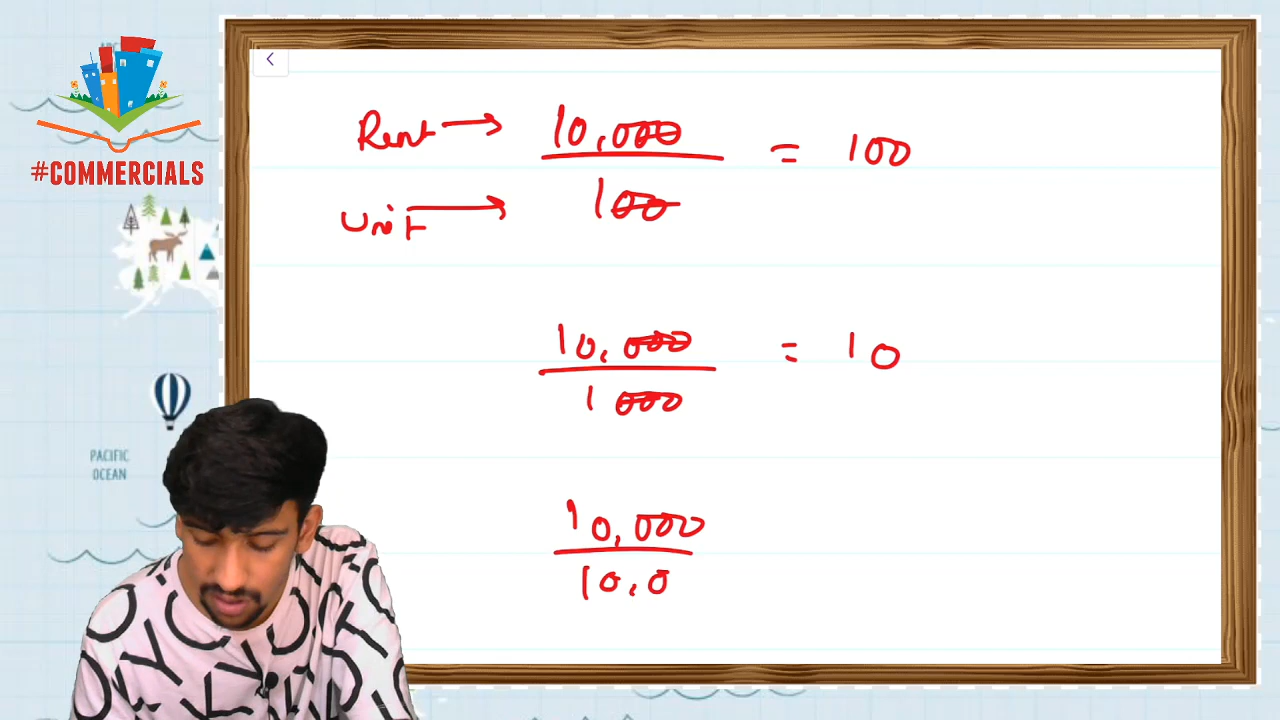 #COMMERCIALS
Rent → 10,000 = 100
Unit → 100
10,000 = 10
1000
10,000
10,0
PACIFIC
OCEAN